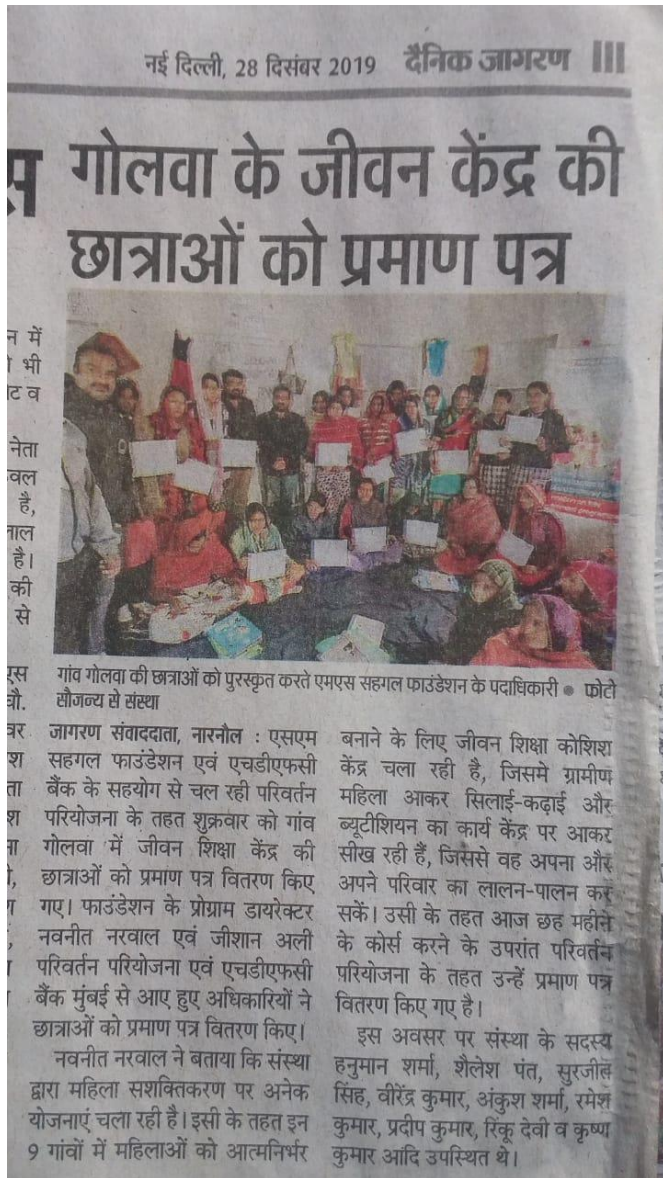 नई दिल्ली, 28 दिसंबर 2019 दैनिक जागरण III
गोलवा के जीवन केंद्र की
छात्राओं को प्रमाण पत्र
गांव गोलवा की छात्राओं को पुरस्कृत करते एमएस सहगल फाउंडेशन के पदाधिकारी ● फोटो
सौजन्य से संस्था
जागरण संवाददाता, नारनौल : एसएम
सहगल फाउंडेशन एवं एचडीएफसी
बैंक के सहयोग से चल रही परिवर्तन
परियोजना के तहत शुक्रवार को गांव
गोलवा में जीवन शिक्षा केंद्र की
छात्राओं को प्रमाण पत्र वितरण किए
गए। फाउंडेशन के प्रोग्राम डायरेक्टर
नवनीत नरवाल एवं जीशान अली
परिवर्तन परियोजना एवं एचडीएफसी
बैंक मुंबई से आए हुए अधिकारियों ने
छात्राओं को प्रमाण पत्र वितरण किए।
नवनीत नरवाल ने बताया कि संस्था
द्वारा महिला सशक्तिकरण पर अनेक
योजनाएं चला रही है। इसी के तहत इन
9 गांवों में महिलाओं को आत्मनिर्भर
बनाने के लिए जीवन शिक्षा कोशिश
केंद्र चला रही है, जिसमे ग्रामीण
महिला आकर सिलाई-कढ़ाई और
ब्यूटीशियन का कार्य केंद्र पर आकर
सीख रही हैं, जिससे वह अपना और
अपने परिवार का लालन-पालन कर
सकें। उसी के तहत आज छह महीने
के कोर्स करने के उपरांत परिवर्तन
परियोजना के तहत उन्हें प्रमाण पत्र
वितरण किए गए है।
इस अवसर पर संस्था के सदस्य
हनुमान शर्मा, शैलेश पंत, सुरजीत
सिंह, वीरेंद्र कुमार, अंकुश शर्मा, रमेश
कुमार, प्रदीप कुमार, रिंकू देवी व कृष्ण
कुमार आदि उपस्थित थे।